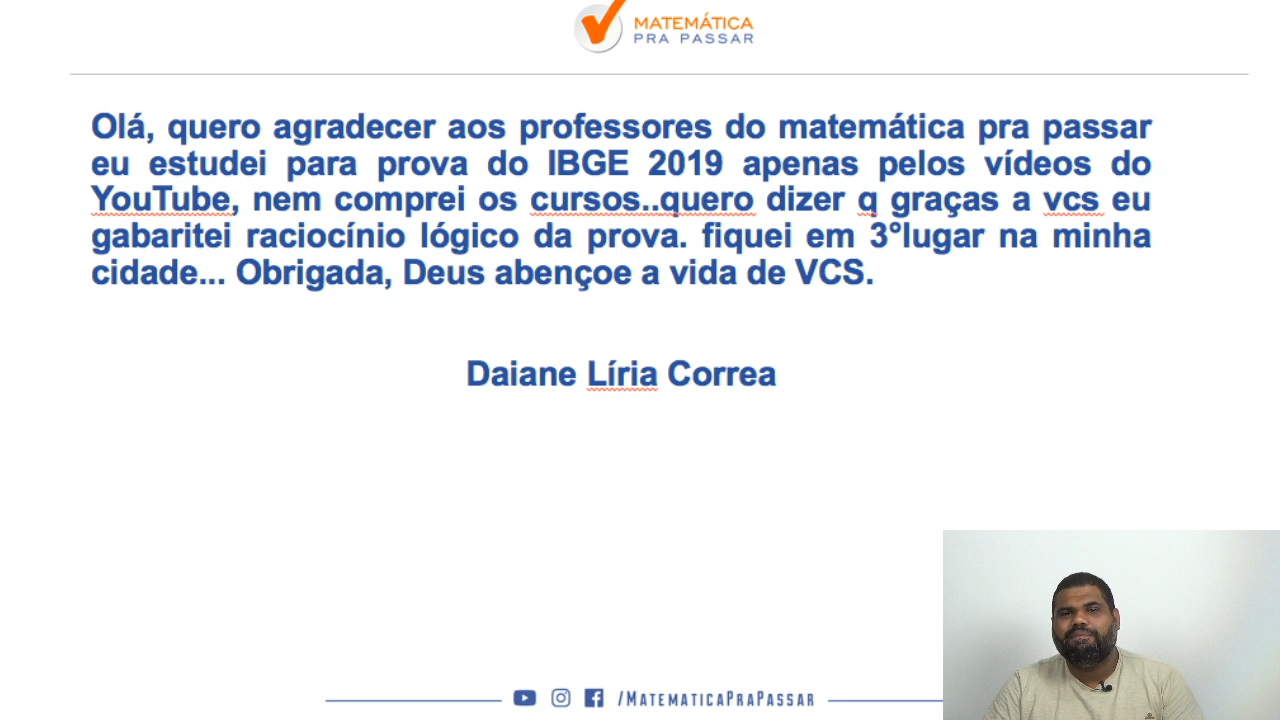 MATEMÁTICA
PRA PASSAR
Olá, quero agradecer aos professores do matemática pra passar
eu estudei para prova do IBGE 2019 apenas pelos vídeos do
YouTube, nem comprei os cursos..quero dizer q graças a vcs eu
gabaritei raciocínio lógico da prova. fiquei em 3°lugar na minha
cidade... Obrigada, Deus abençoe a vida de VCS.
Daiane Líria Correa
/MATEMATICAPRAPASSAR